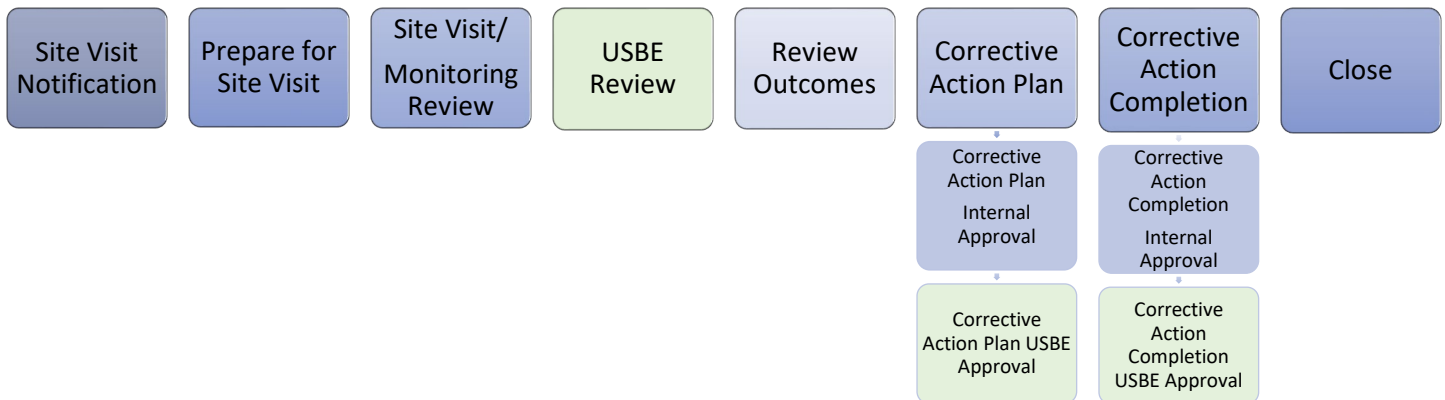 Site Visit
Notification
Prepare for
Site Visit
Site Visit/
Monitoring
Review
USBE
Review
Review
Outcomes
Corrective
Action Plan
Corrective
Action
Completion
Close
Corrective
Action Plan
Internal
Approval
Corrective
Action
Completion
Internal
Approval
Corrective
Action Plan USBE
Approval
Corrective
Action
Completion
USBE Approval